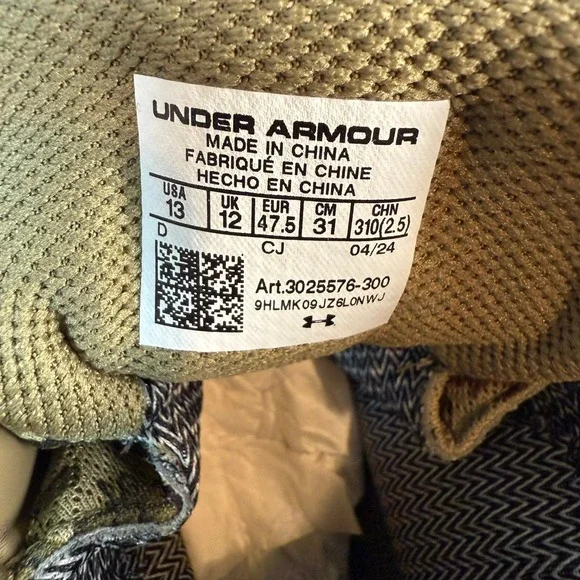 UNDER ARMOUR
MADE IN CHINA
FABRIQUÉ EN CHINE
HECHO EN CHINA
USA UK EUR CM CHN
13 12 47.5 31 310(2.5)
D CJ 04/24
Art.3025576-300
9HLMK09JZ6L0NWJ